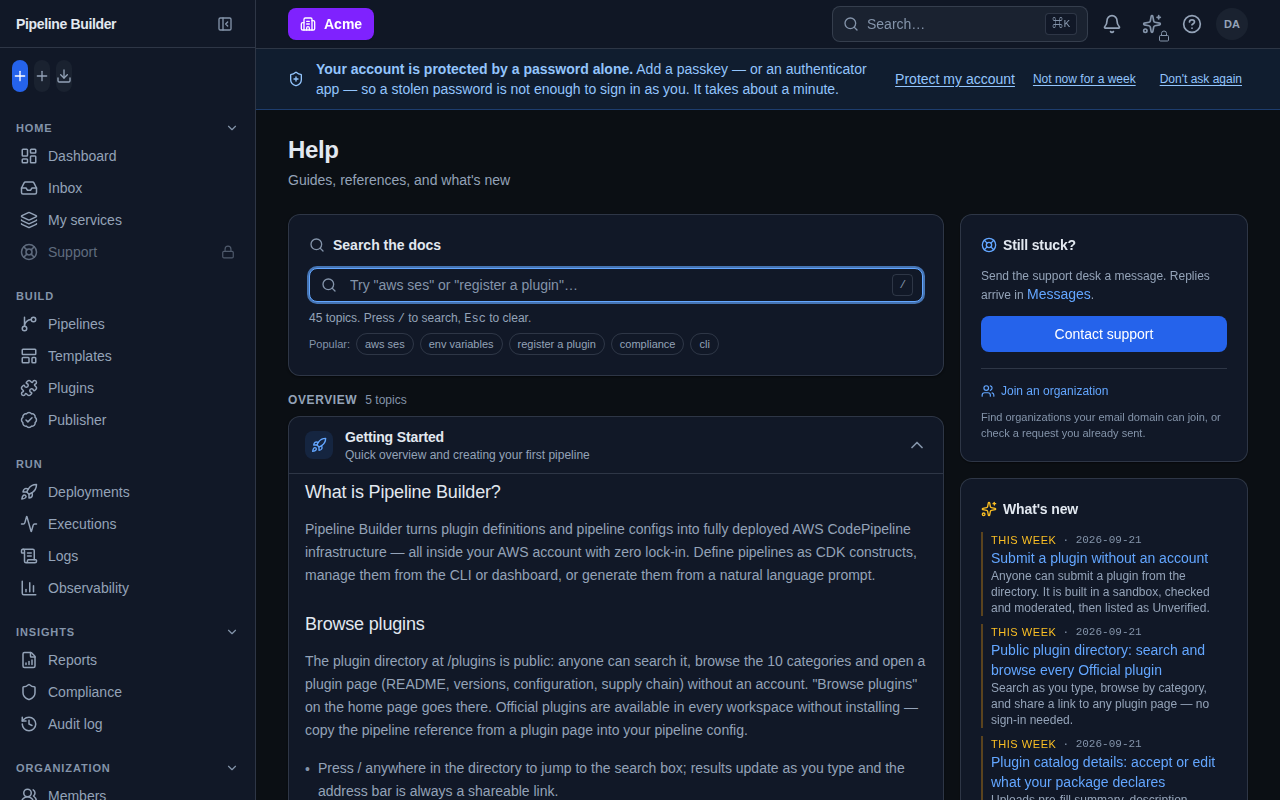 Pipeline Builder
Acme
Search…
⌘K
DA
Your account is protected by a password alone. Add a passkey — or an authenticator
app — so a stolen password is not enough to sign in as you. It takes about a minute.
Protect my account
Not now for a week
Don't ask again
HOME
Dashboard
Inbox
My services
Support
BUILD
Pipelines
Templates
Plugins
Publisher
RUN
Deployments
Executions
Logs
Observability
INSIGHTS
Reports
Compliance
Audit log
ORGANIZATION
Members
Help
Guides, references, and what's new
Search the docs
Try "aws ses" or "register a plugin"…
/
45 topics. Press / to search, Esc to clear.
Popular: aws ses env variables register a plugin compliance cli
OVERVIEW 5 topics
Getting Started
Quick overview and creating your first pipeline
What is Pipeline Builder?
Pipeline Builder turns plugin definitions and pipeline configs into fully deployed AWS CodePipeline
infrastructure — all inside your AWS account with zero lock-in. Define pipelines as CDK constructs,
manage them from the CLI or dashboard, or generate them from a natural language prompt.
Browse plugins
The plugin directory at /plugins is public: anyone can search it, browse the 10 categories and open a
plugin page (README, versions, configuration, supply chain) without an account. "Browse plugins"
on the home page goes there. Official plugins are available in every workspace without installing —
copy the pipeline reference from a plugin page into your pipeline config.
• Press / anywhere in the directory to jump to the search box; results update as you type and the
address bar is always a shareable link.
Still stuck?
Send the support desk a message. Replies
arrive in Messages.
Contact support
Join an organization
Find organizations your email domain can join, or
check a request you already sent.
What's new
THIS WEEK · 2026-09-21
Submit a plugin without an account
Anyone can submit a plugin from the
directory. It is built in a sandbox, checked
and moderated, then listed as Unverified.
THIS WEEK · 2026-09-21
Public plugin directory: search and
browse every Official plugin
Search as you type, browse by category,
and share a link to any plugin page — no
sign-in needed.
THIS WEEK · 2026-09-21
Plugin catalog details: accept or edit
what your package declares
Uploads pre-fill summary, description,